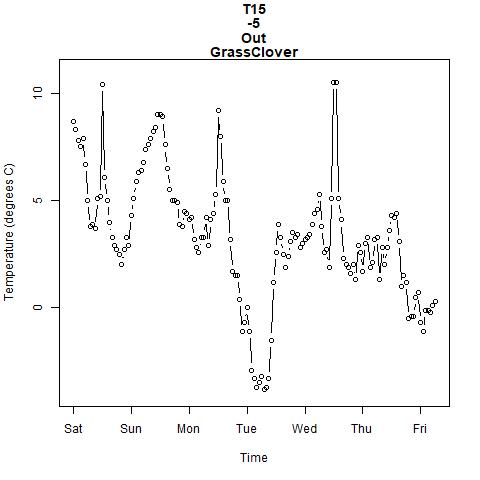 T15
-5
Out
GrassClover
Temperature (degrees C)
10
5
0
Sat Sun Mon Tue Wed Thu Fri
Time